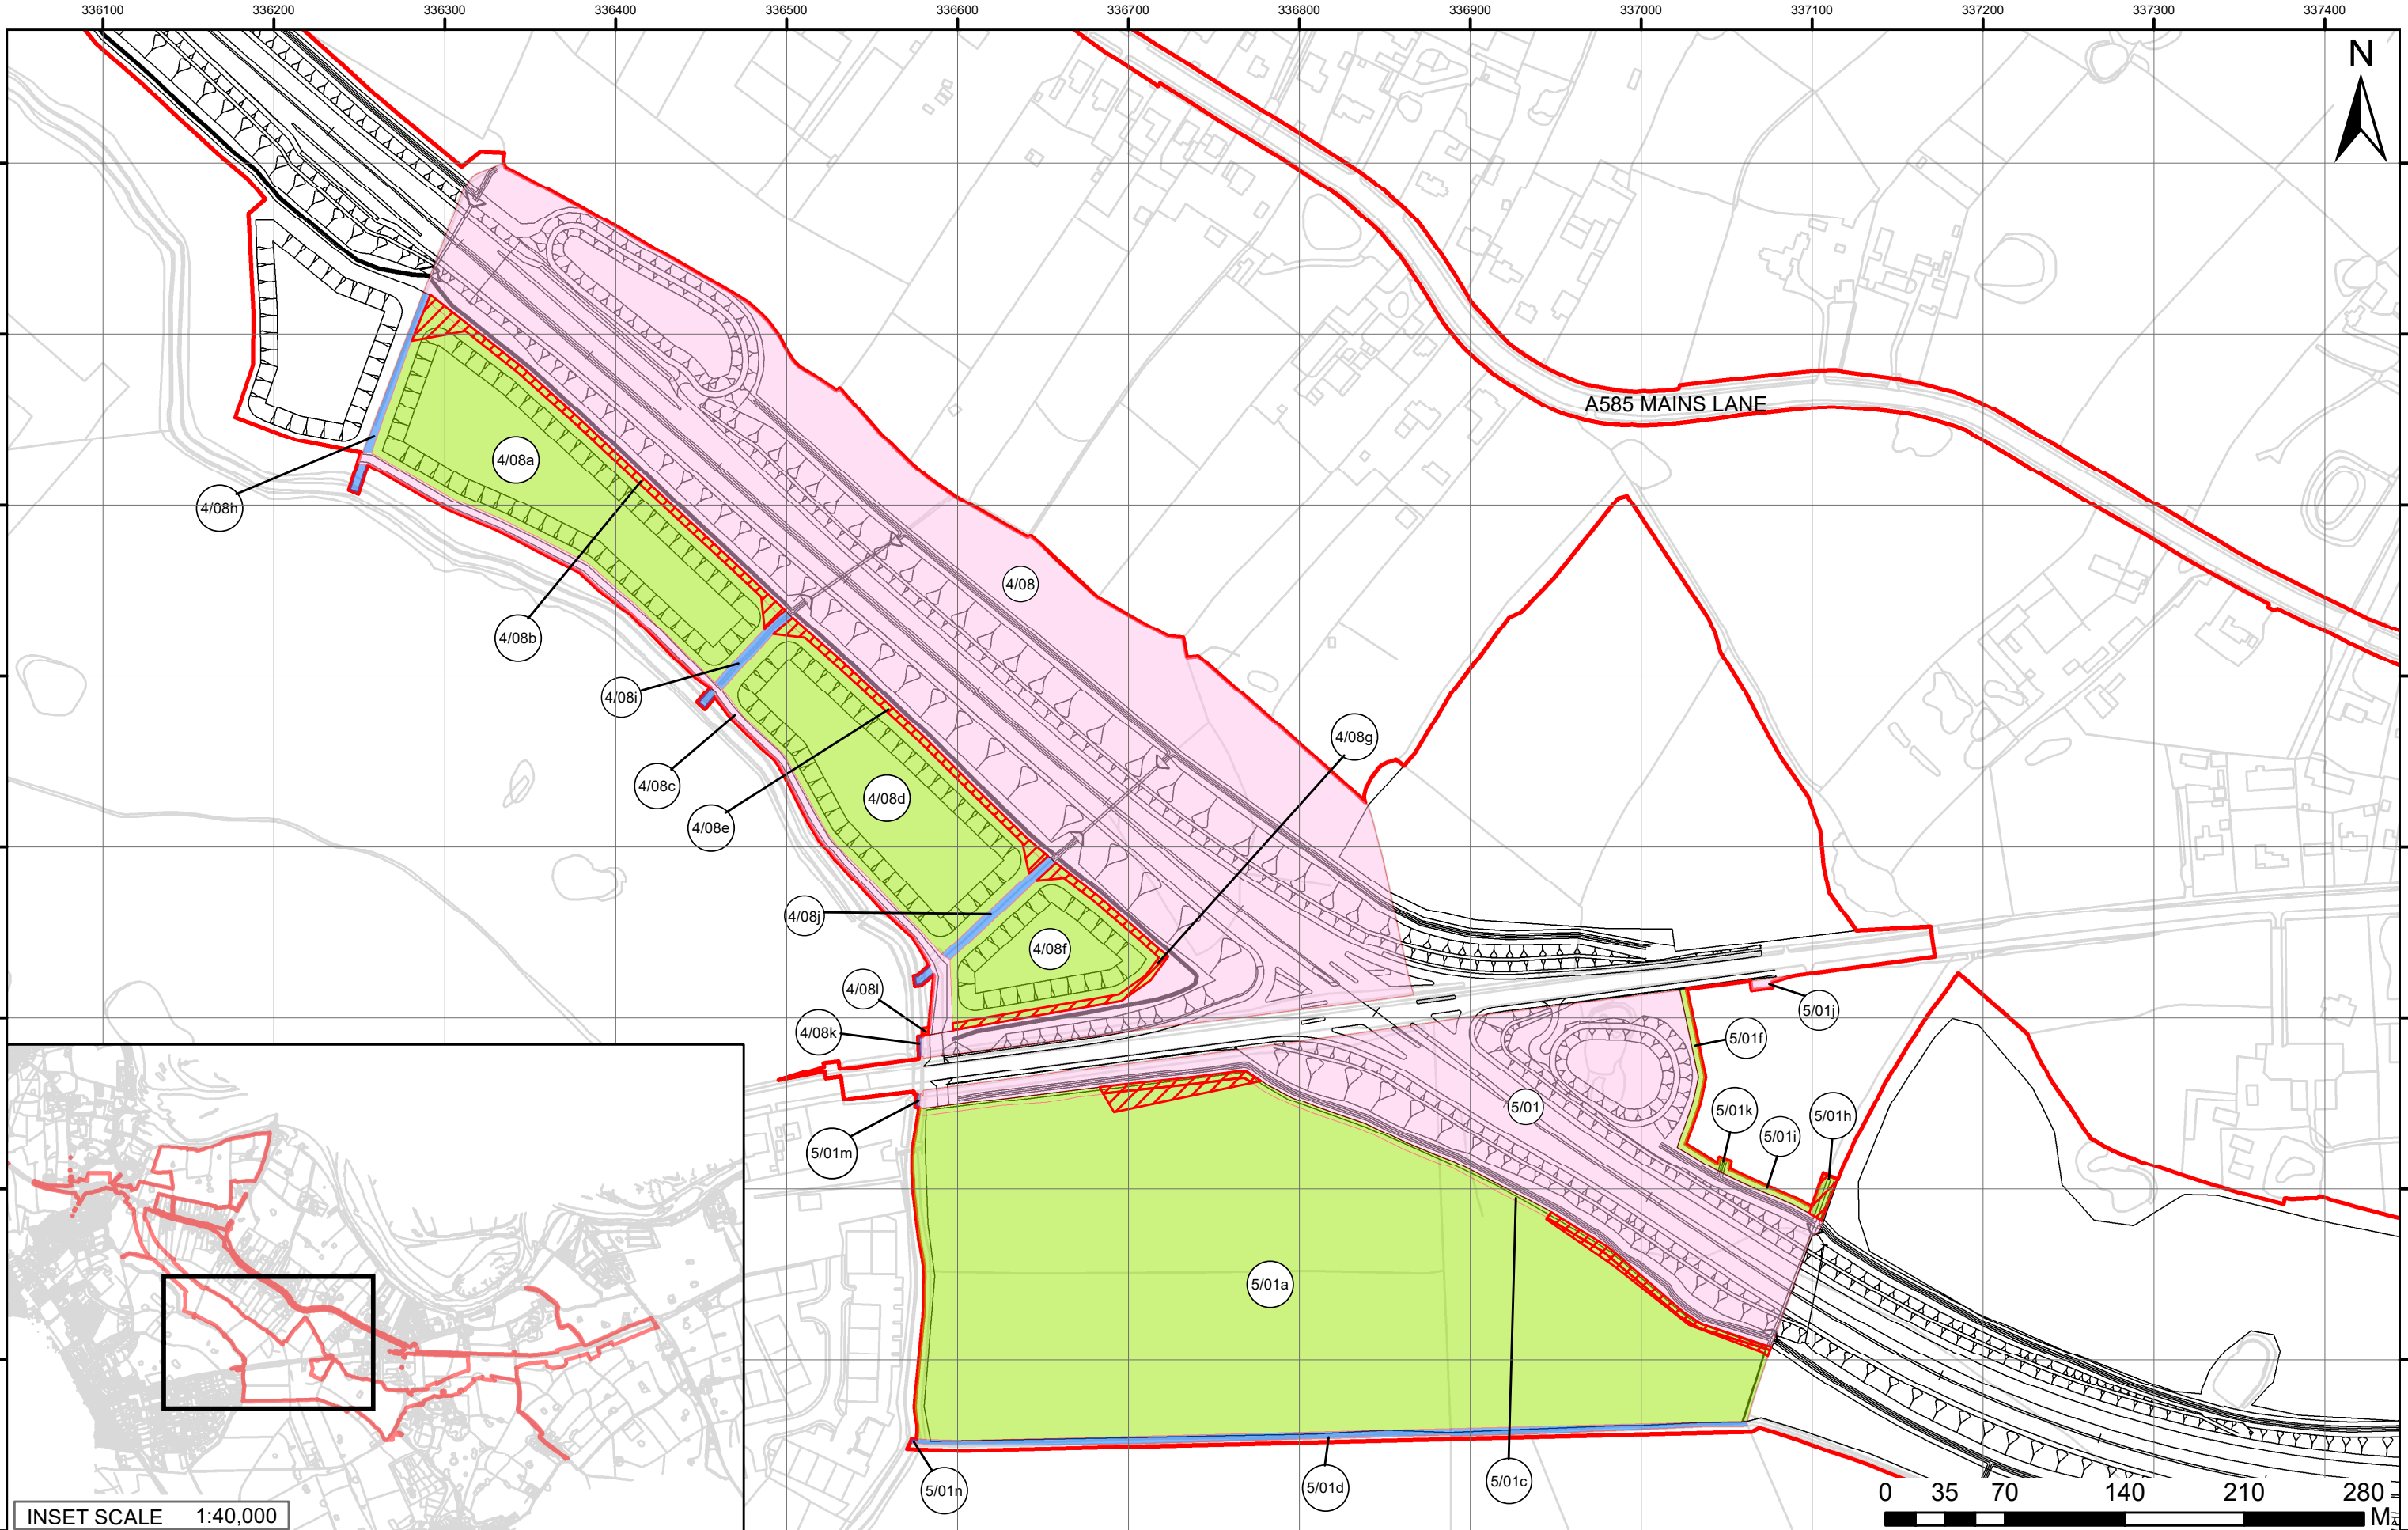 336100 336200 336300 336400 336500 336600 336700 336800 336900 337000 337100 337200 337300 337400
N
A585 MAINS LANE
4/08a
4/08h
4/08
4/08b
4/08i
4/08g
4/08c
4/08d
4/08e
4/08j
4/08f
4/08l
4/08k
5/01j
5/01f
5/01
5/01k
5/01h
5/01i
5/01m
5/01a
5/01n
5/01d
5/01c
0 35 70 140 210 280
M
INSET SCALE 1:40,000